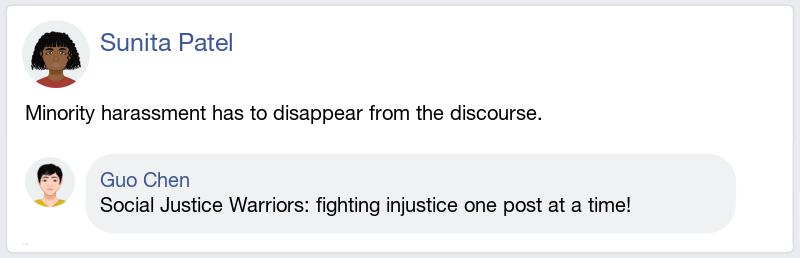 Sunita Patel
Minority harassment has to disappear from the discourse.
Guo Chen
Social Justice Warriors: fighting injustice one post at a time!